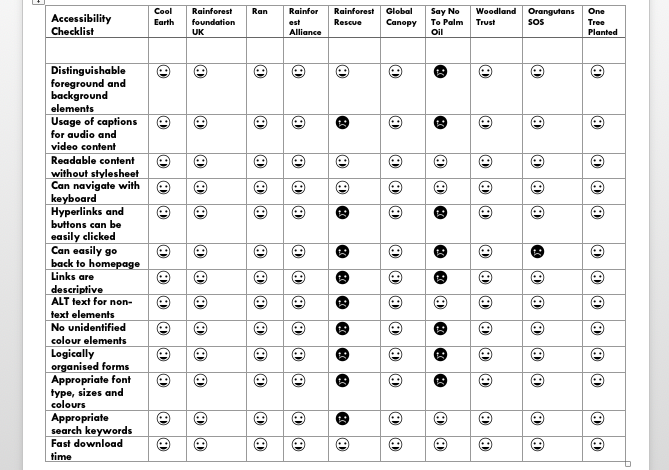 Accessibility
Checklist
Cool
Earth
Rainforest
foundation
UK
Ran
Rainfor
est
Alliance
Rainforest
Rescue
Global
Canopy
Say No
To Palm
Oil
Woodland
Trust
Orangutans
SOS
One
Tree
Planted
Distinguishable
foreground and
background
elements
Usage of captions
for audio and
video content
Readable content
without stylesheet
Can navigate with
keyboard
Hyperlinks and
buttons can be
easily clicked
Can easily go
back to homepage
Links are
descriptive
ALT text for non-
text elements
No unidentified
colour elements
Logically
organised forms
Appropriate font
type, sizes and
colours
Appropriate
search keywords
Fast download
time